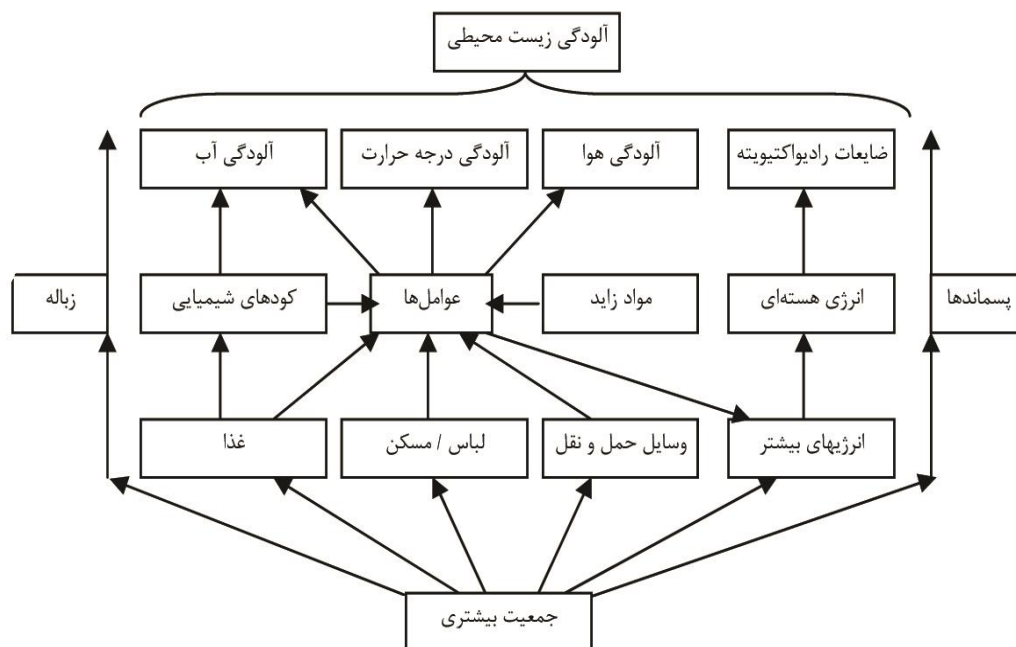 آلودگی زیست محیطی
ضایعات رادیواکتیویته
آلودگی هوا
آلودگی درجه حرارت
آلودگی آب
پسماندها
انرژی هسته‌ای
مواد زاید
عوامل‌ها
کودهای شیمیایی
زباله
انرژیهای بیشتر
وسایل حمل و نقل
لباس / مسکن
غذا
جمعیت بیشتری